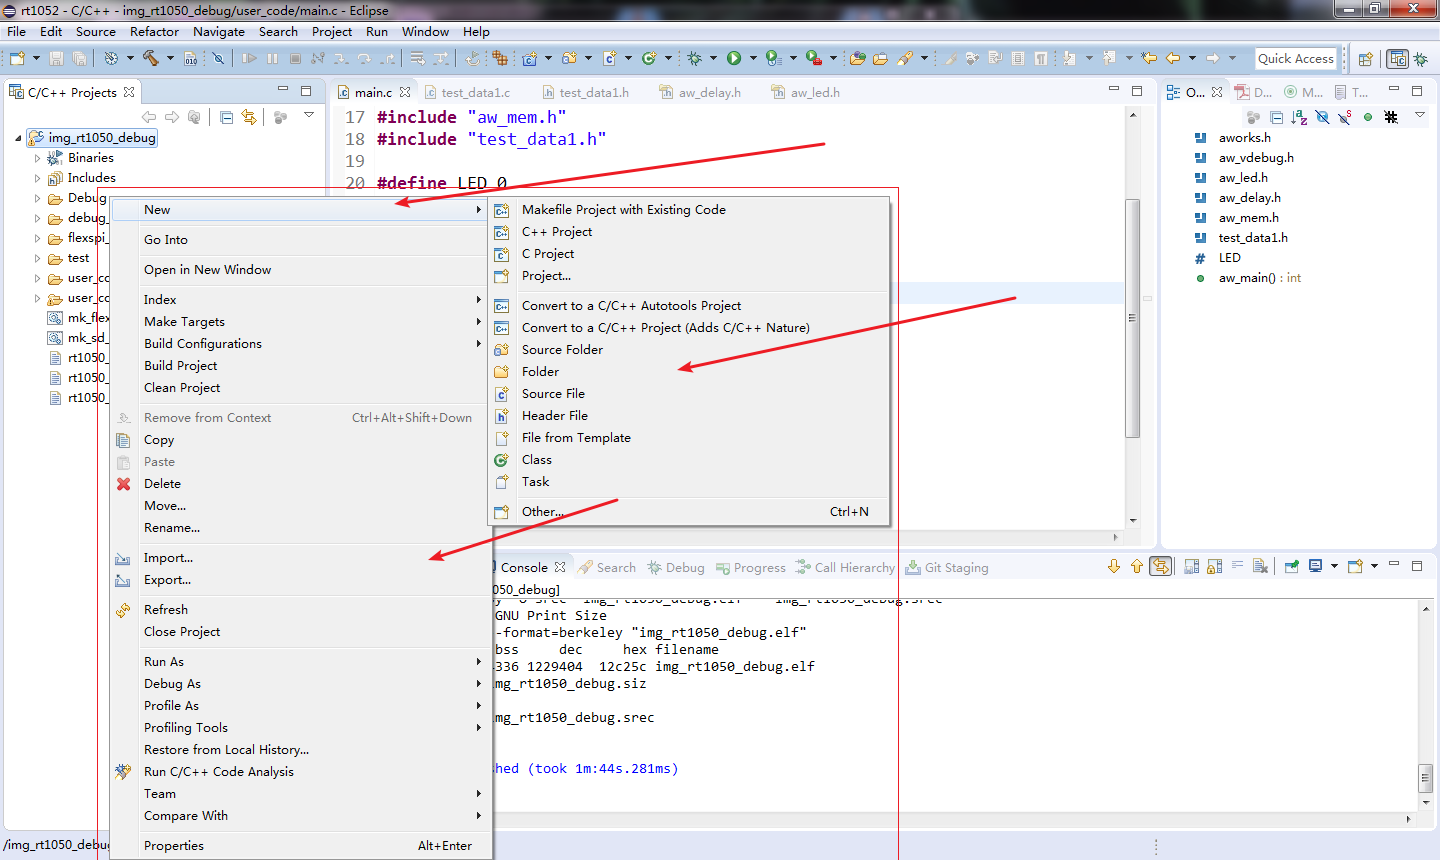 rt1052 - C/C++ - img_rt1050_debug/user_code/main.c - Eclipse
File Edit Source Refactor Navigate Search Project Run Window Help
Quick Access
C/C++ Projects
img_rt1050_debug
Binaries
Includes
Debug
debug_
flexspi_
test
user_co
user_co
mk_flex
mk_sd_
rt1050_
rt1050_
rt1050_
main.c test_data1.c test_data1.h aw_delay.h aw_led.h
17 #include "aw_mem.h"
18 #include "test_data1.h"
19
20 #define LED 0
O... D... M... T...
aworks.h
aw_vdebug.h
aw_led.h
aw_delay.h
aw_mem.h
test_data1.h
LED
aw_main() : int
New
Go Into
Open in New Window
Index
Make Targets
Build Configurations
Build Project
Clean Project
Remove from Context Ctrl+Alt+Shift+Down
Copy
Paste
Delete
Move...
Rename...
Import...
Export...
Refresh
Close Project
Run As
Debug As
Profile As
Profiling Tools
Restore from Local History...
Run C/C++ Code Analysis
Team
Compare With
Properties Alt+Enter
Makefile Project with Existing Code
C++ Project
C Project
Project...
Convert to a C/C++ Autotools Project
Convert to a C/C++ Project (Adds C/C++ Nature)
Source Folder
Folder
Source File
Header File
File from Template
Class
Task
Other... Ctrl+N
Console Search Debug Progress Call Hierarchy Git Staging
050_debug]
y -O srec img_rt1050_debug.elf img_rt1050_debug.srec
GNU Print Size
-format=berkeley "img_rt1050_debug.elf"
bss dec hex filename
336 1229404 12c25c img_rt1050_debug.elf
mg_rt1050_debug.siz
mg_rt1050_debug.srec
hed (took 1m:44s.281ms)
/img_rt1050_debug